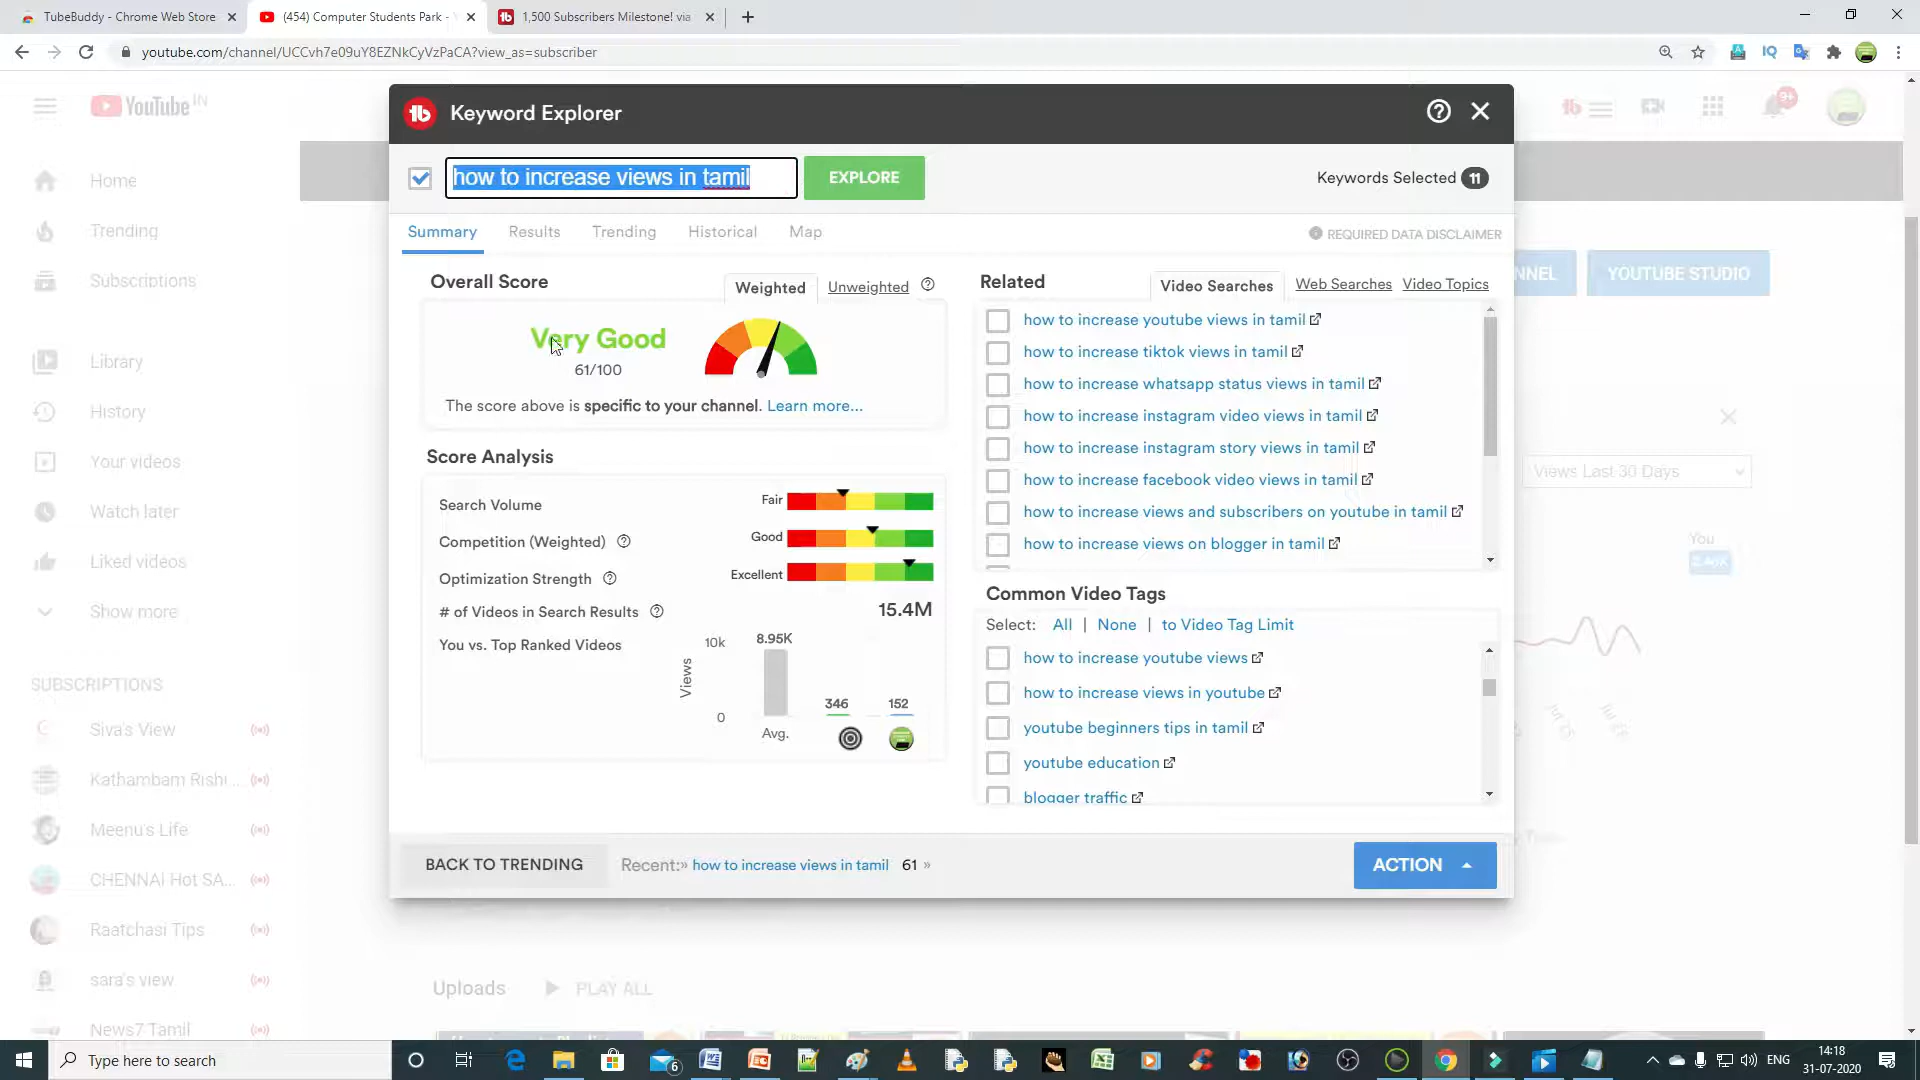 TubeBuddy - Chrome Web Store
(454) Computer Students Park -
1,500 Subscribers Milestone! via
youtube.com/channel/UCCvh7e09uY8EZNkCyVzPaCA?view_as=subscriber
YouTube IN
9+
Keyword Explorer
how to increase views in tamil
EXPLORE
Keywords Selected 11
Summary
Results
Trending
Historical
Map
REQUIRED DATA DISCLAIMER
Home
Trending
Subscriptions
Library
History
Your videos
Watch later
Liked videos
Show more
SUBSCRIPTIONS
Siva's View
Kathambam Rishi...
Meenu's Life
CHENNAI Hot SA...
Raatchasi Tips
sara's view
News7 Tamil
Overall Score
Weighted
Unweighted
Very Good
61/100
The score above is specific to your channel. Learn more...
Score Analysis
Search Volume
Fair
Competition (Weighted)
Good
Optimization Strength
Excellent
# of Videos in Search Results
15.4M
You vs. Top Ranked Videos
Views
10k
0
8.95K
346
152
Avg.
Related
Video Searches
Web Searches
Video Topics
how to increase youtube views in tamil
how to increase tiktok views in tamil
how to increase whatsapp status views in tamil
how to increase instagram video views in tamil
how to increase instagram story views in tamil
how to increase facebook video views in tamil
how to increase views and subscribers on youtube in tamil
how to increase views on blogger in tamil
Common Video Tags
Select: All | None | to Video Tag Limit
how to increase youtube views
how to increase views in youtube
youtube beginners tips in tamil
youtube education
blogger traffic
BACK TO TRENDING
Recent:» how to increase views in tamil 61 »
ACTION
NNEL
YOUTUBE STUDIO
Views Last 30 Days
You
Uploads
PLAY ALL
Type here to search
6
ENG
14:18
31-07-2020